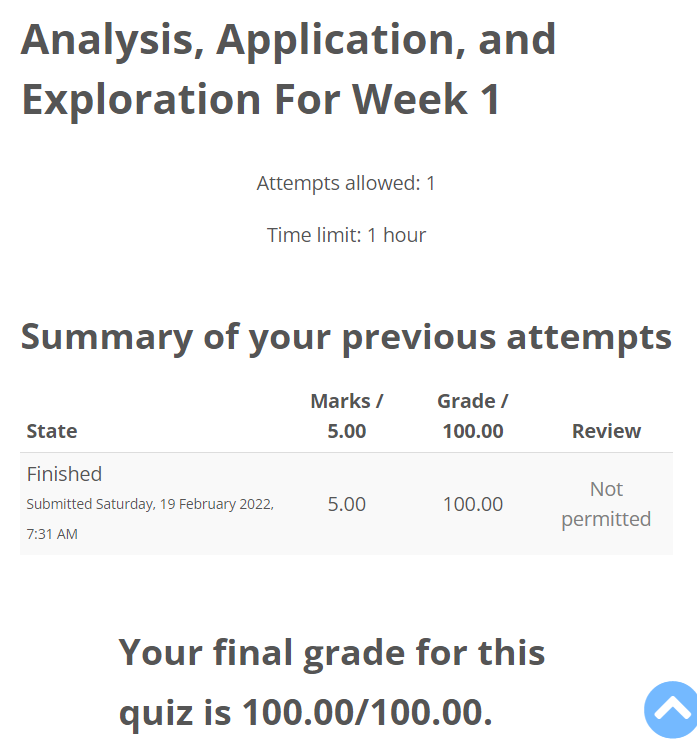 Analysis, Application, and
Exploration For Week 1
Attempts allowed: 1
Time limit: 1 hour
Summary of your previous attempts
State Marks / 5.00 Grade / 100.00 Review
Finished
Submitted Saturday, 19 February 2022,
7:31 AM
5.00 100.00 Not permitted
Your final grade for this
quiz is 100.00/100.00.